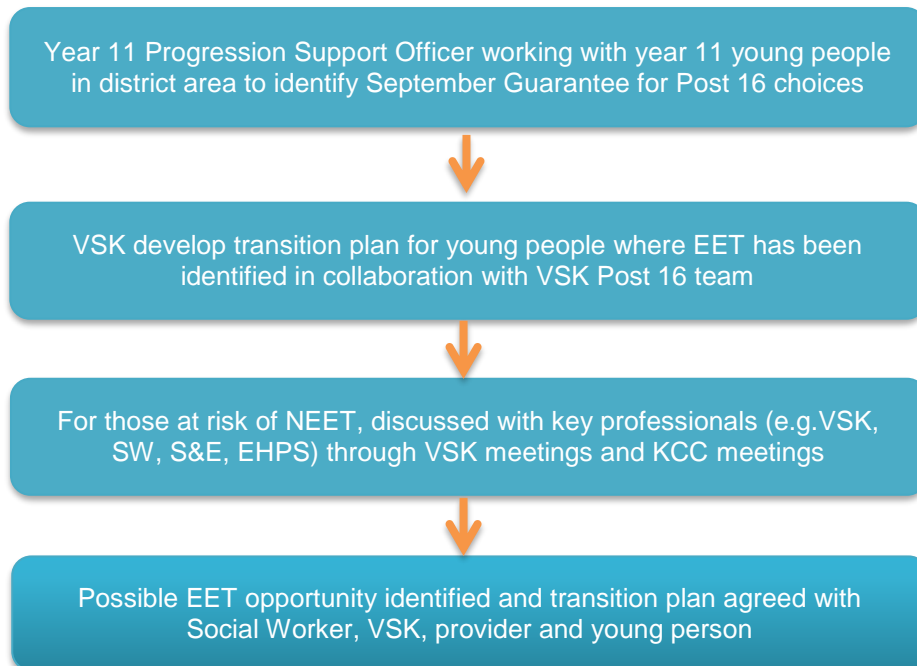 Year 11 Progression Support Officer working with year 11 young people
in district area to identify September Guarantee for Post 16 choices
VSK develop transition plan for young people where EET has been
identified in collaboration with VSK Post 16 team
For those at risk of NEET, discussed with key professionals (e.g.VSK,
SW, S&E, EHPS) through VSK meetings and KCC meetings
Possible EET opportunity identified and transition plan agreed with
Social Worker, VSK, provider and young person